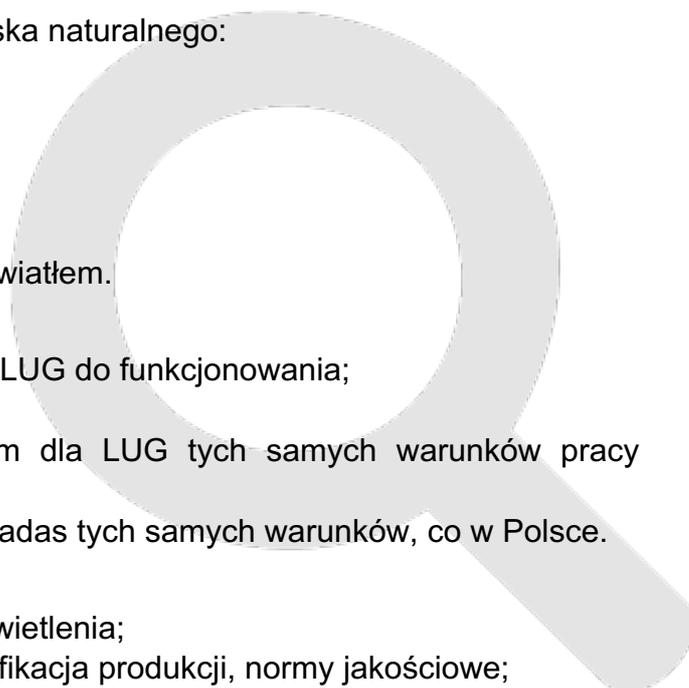 ska naturalnego:
wiatłem.
LUG do funkcjonowania;
m dla LUG tych samych warunków pracy
adas tych samych warunków, co w Polsce.
wietlenia;
fikacja produkcji, normy jakościowe;